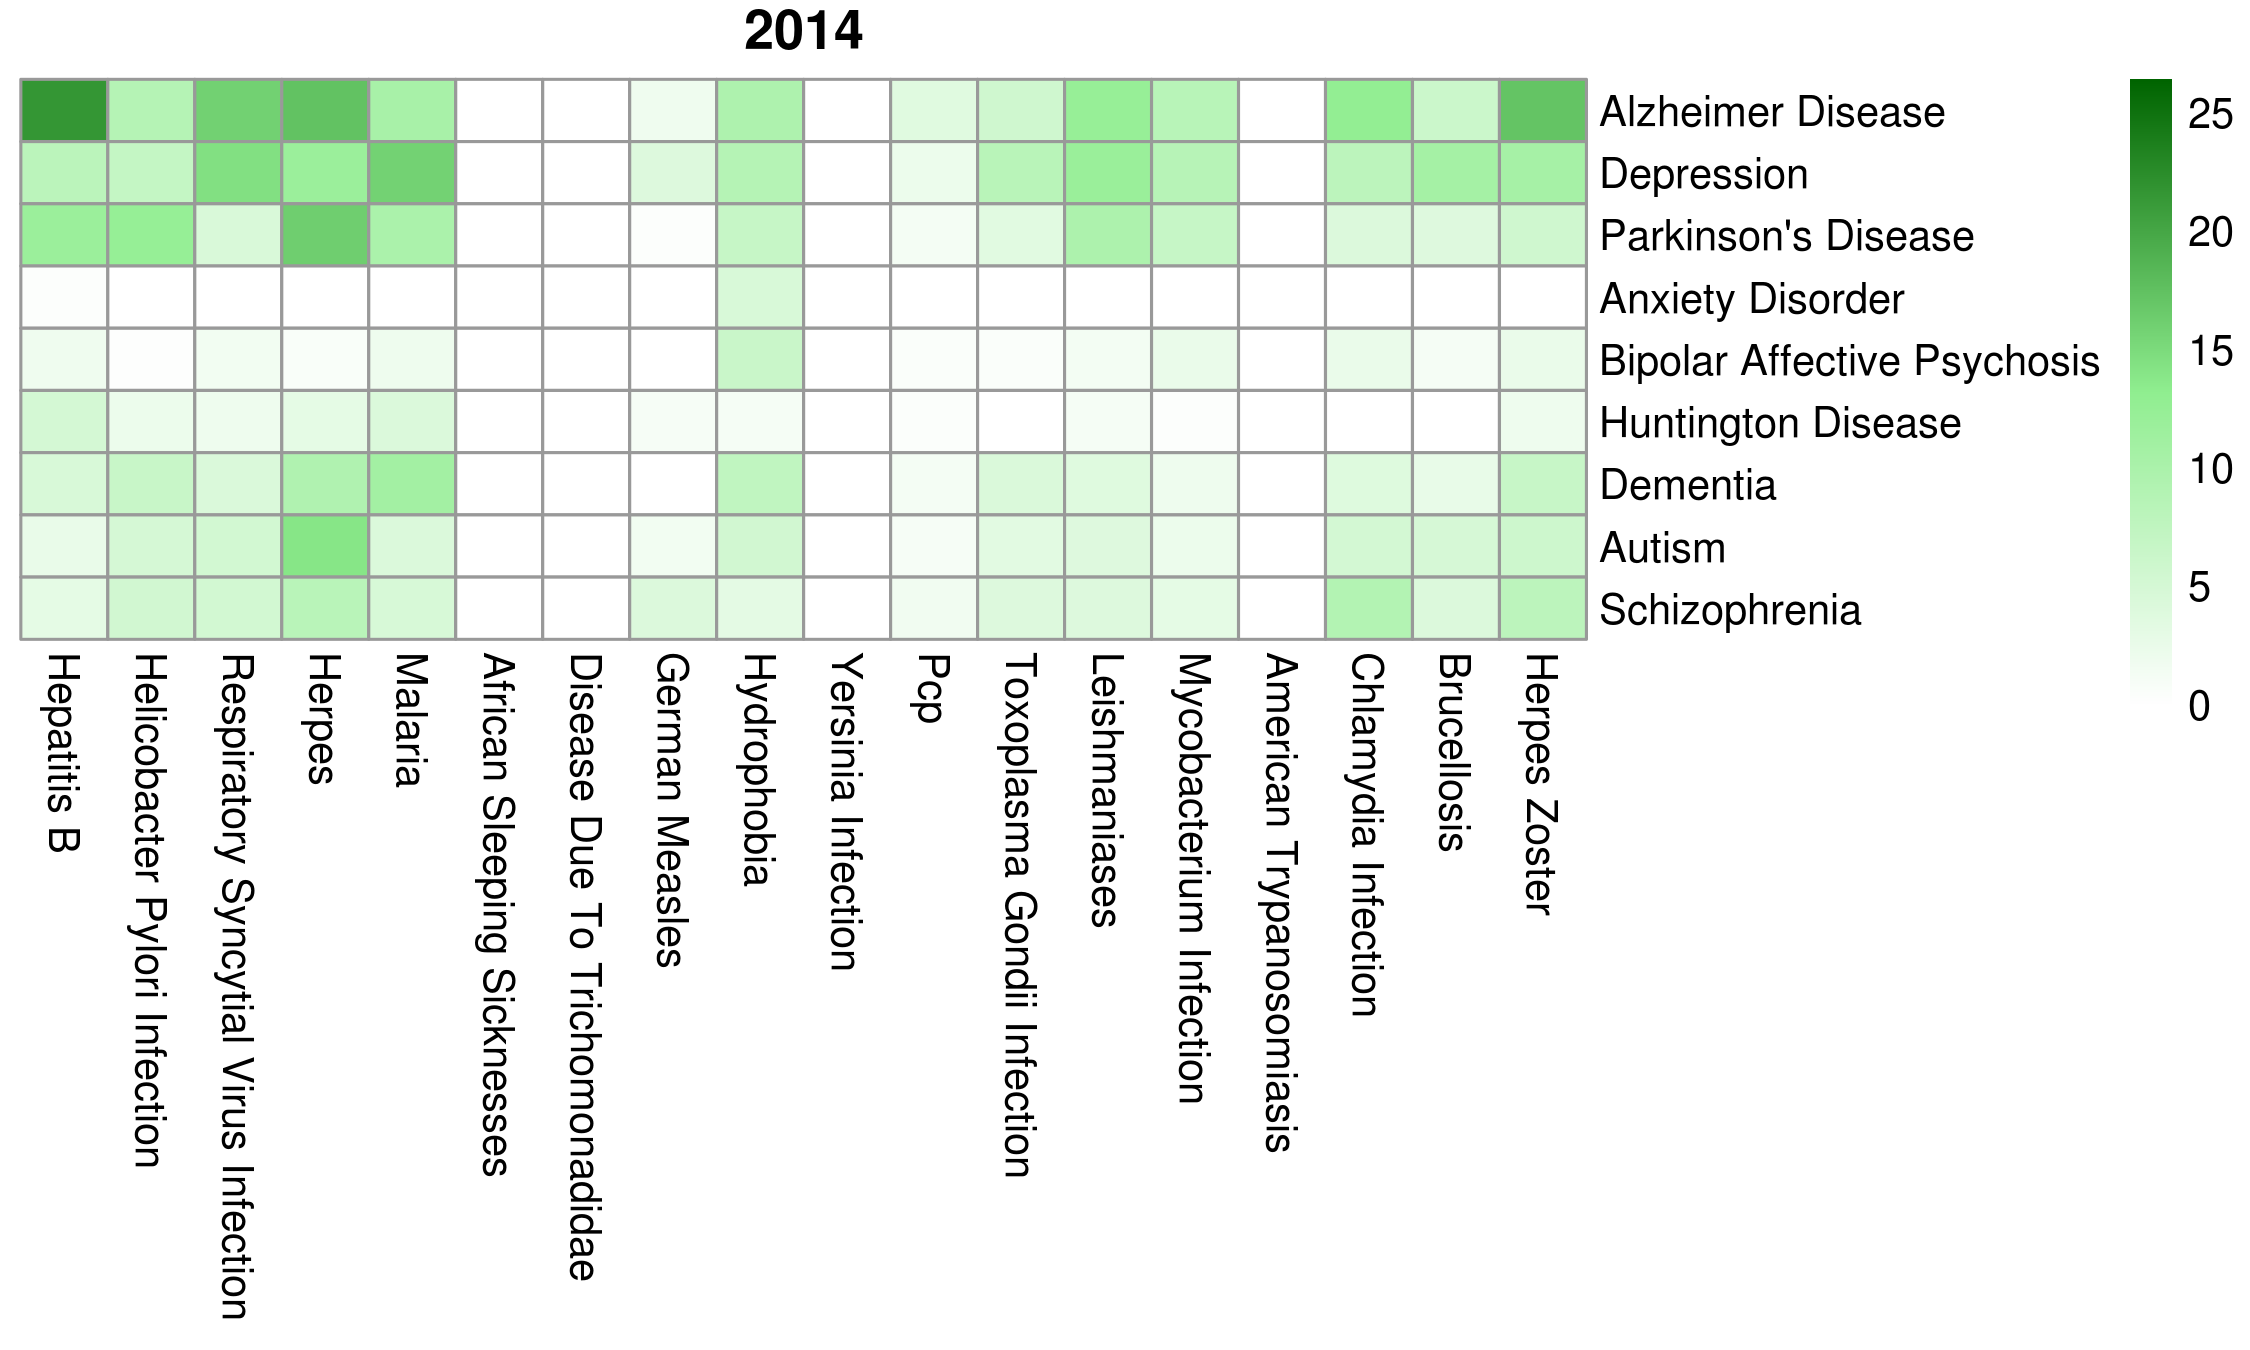 2014
Alzheimer Disease
Depression
Parkinson's Disease
Anxiety Disorder
Bipolar Affective Psychosis
Huntington Disease
Dementia
Autism
Schizophrenia
25
20
15
10
5
0
Hepatitis B
Helicobacter Pylori Infection
Respiratory Syncytial Virus Infection
Herpes
Malaria
African Sleeping Sicknesses
Disease Due To Trichomonadidae
German Measles
Hydrophobia
Yersinia Infection
Pcp
Toxoplasma Gondii Infection
Leishmaniases
Mycobacterium Infection
American Trypanosomiasis
Chlamydia Infection
Brucellosis
Herpes Zoster